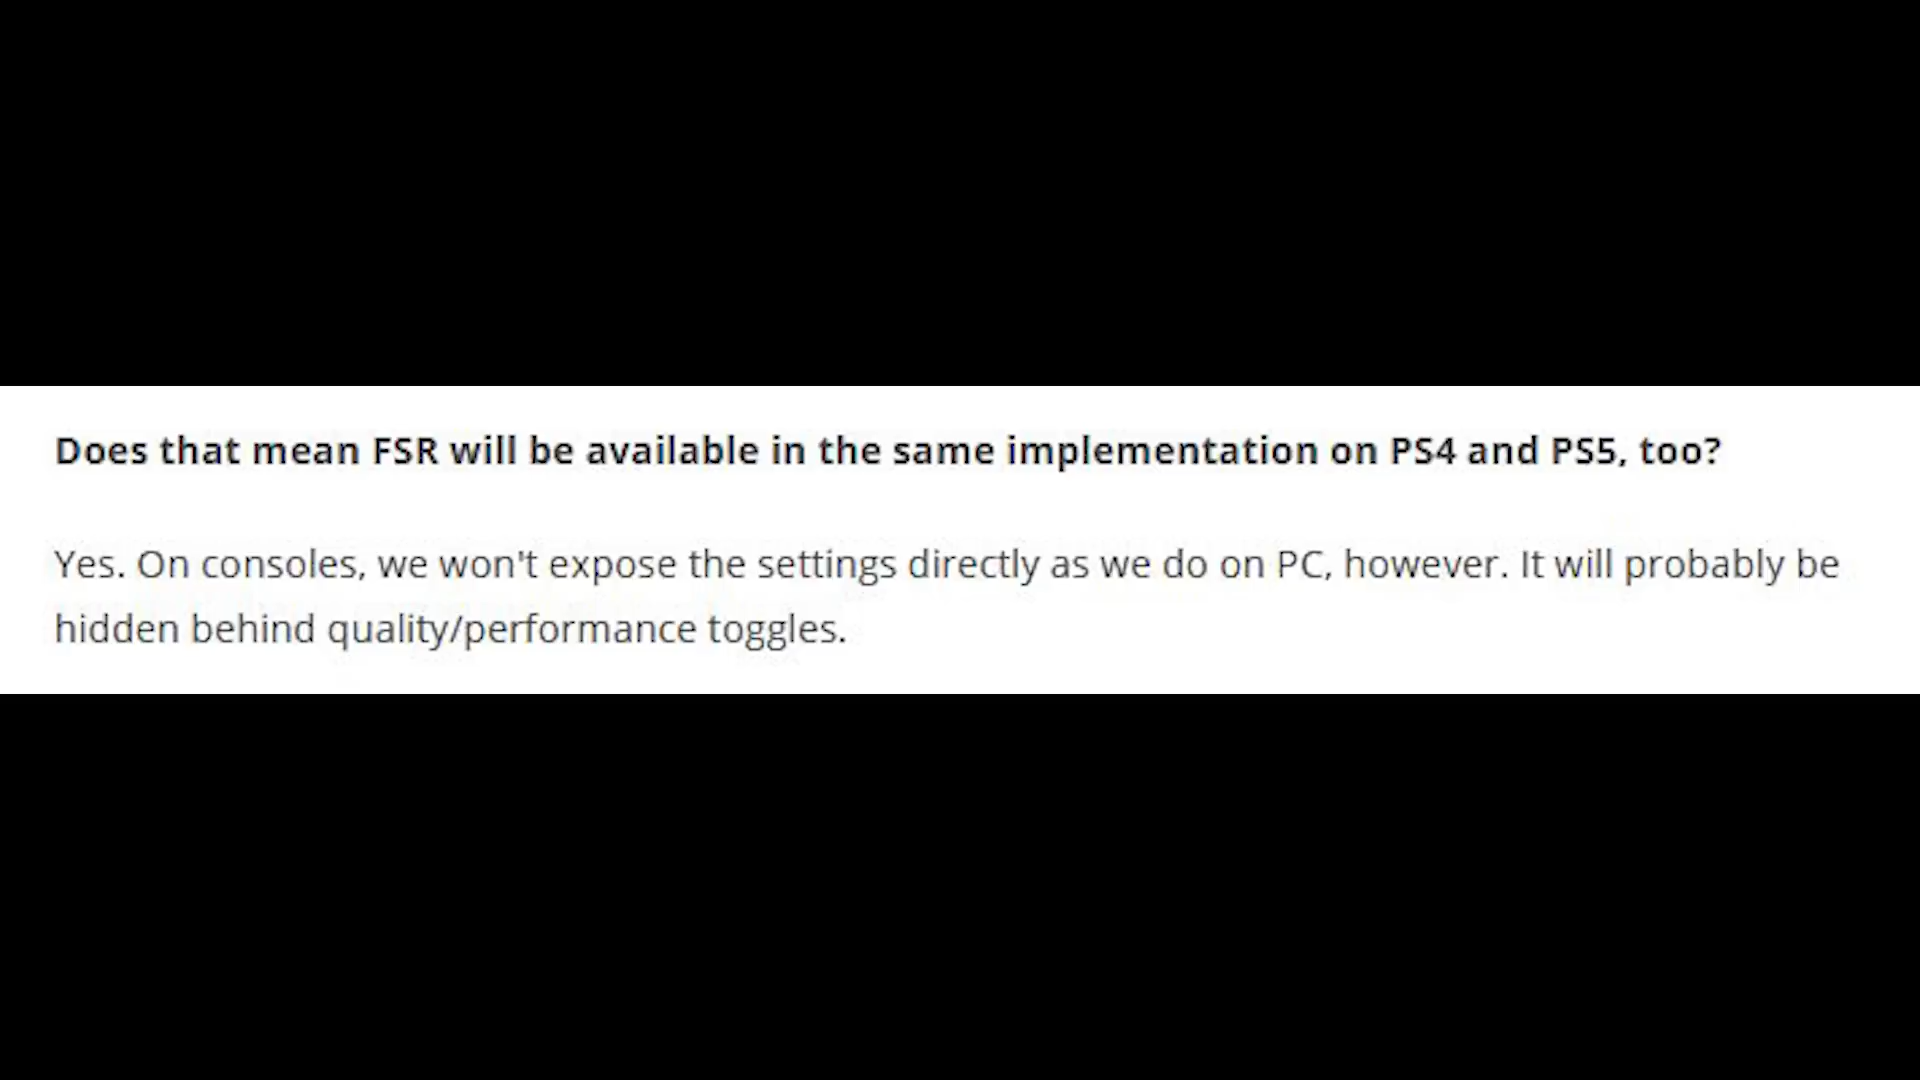 Does that mean FSR will be available in the same implementation on PS4 and PS5, too?
Yes. On consoles, we won't expose the settings directly as we do on PC, however. It will probably be
hidden behind quality/performance toggles.